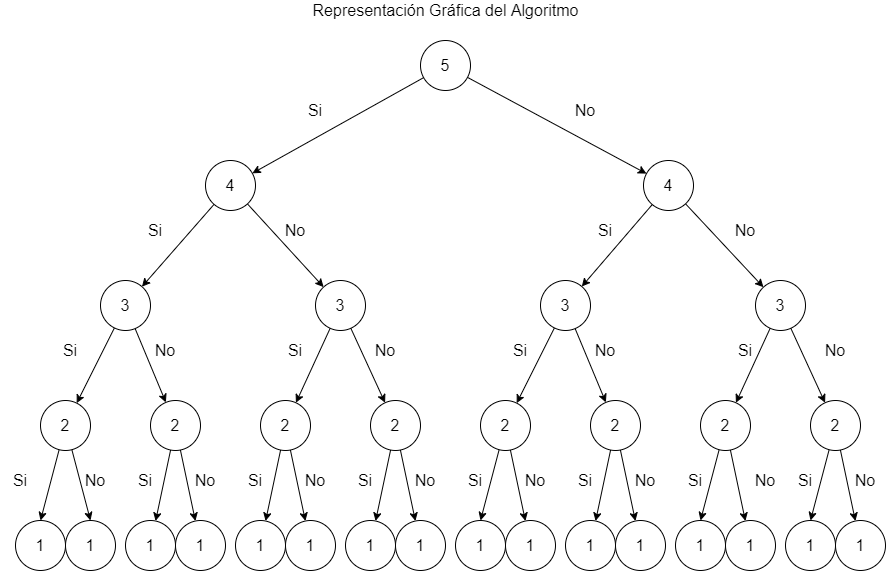 Representación Gráfica del Algoritmo
5
Si No
4 4
Si No Si No
3 3 3 3
Si No Si No Si No Si No
2 2 2 2 2 2 2 2
Si No Si No Si No Si No Si No Si No Si No Si No
1 1 1 1 1 1 1 1 1 1 1 1 1 1 1 1